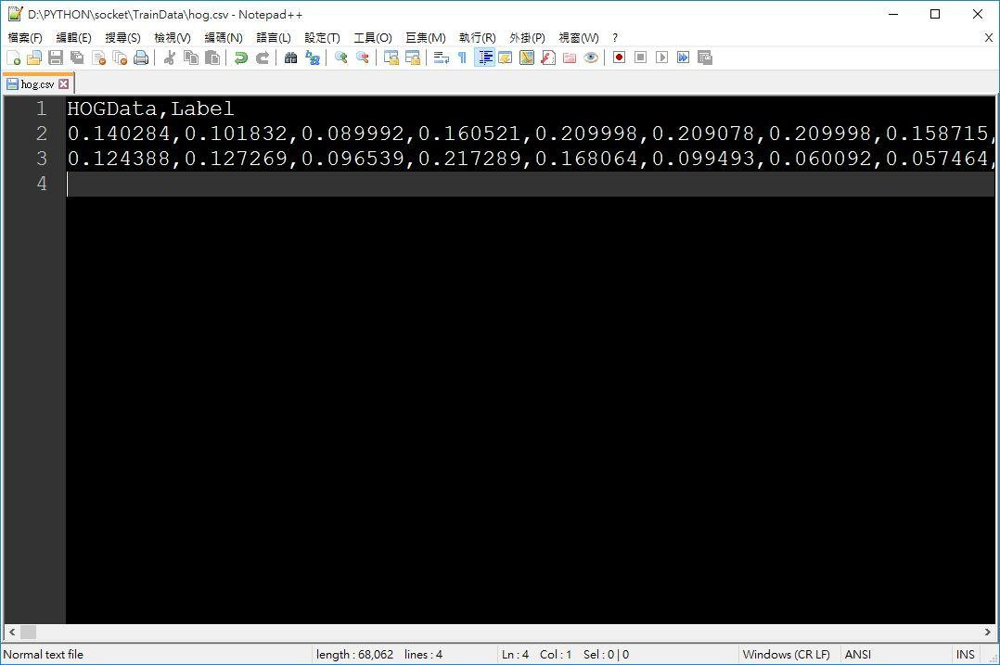 D:\PYTHON\socket\TrainData\hog.csv - Notepad++
檔案(F) 編輯(E) 搜尋(S) 檢視(V) 編碼(N) 語言(L) 設定(T) 工具(O) 巨集(M) 執行(R) 外掛(P) 視窗(W) ? X
hog.csv
1 HOGData,Label
2 0.140284,0.101832,0.089992,0.160521,0.209998,0.209078,0.209998,0.158715,
3 0.124388,0.127269,0.096539,0.217289,0.168064,0.099493,0.060092,0.057464,
4
Normal text file length : 68,062 lines : 4 Ln : 4 Col : 1 Sel : 0 | 0 Windows (CR LF) ANSI INS